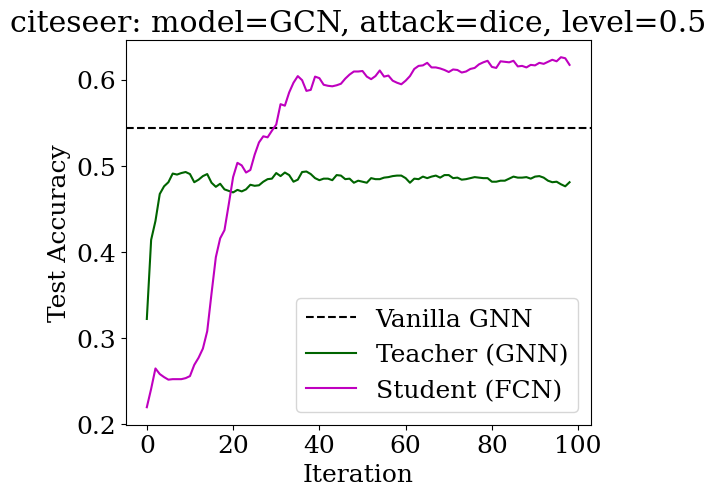 citeseer: model=GCN, attack=dice, level=0.5
Test Accuracy
0.6
0.5
0.4
0.3
0.2
Vanilla GNN
Teacher (GNN)
Student (FCN)
0 20 40 60 80 100
Iteration